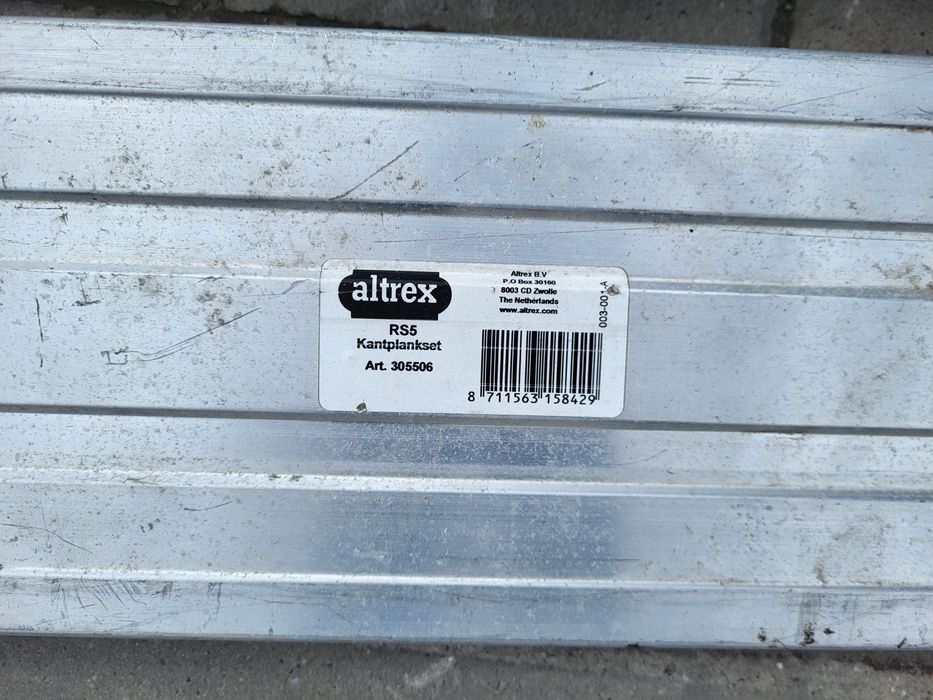 altrex
RS5
Kantplankset
Art. 305506
Altrex B.V
P.O Box 30160
8003 CD Zwolle
The Netherlands
www.altrex.com
003-001-A
8 711563 158429